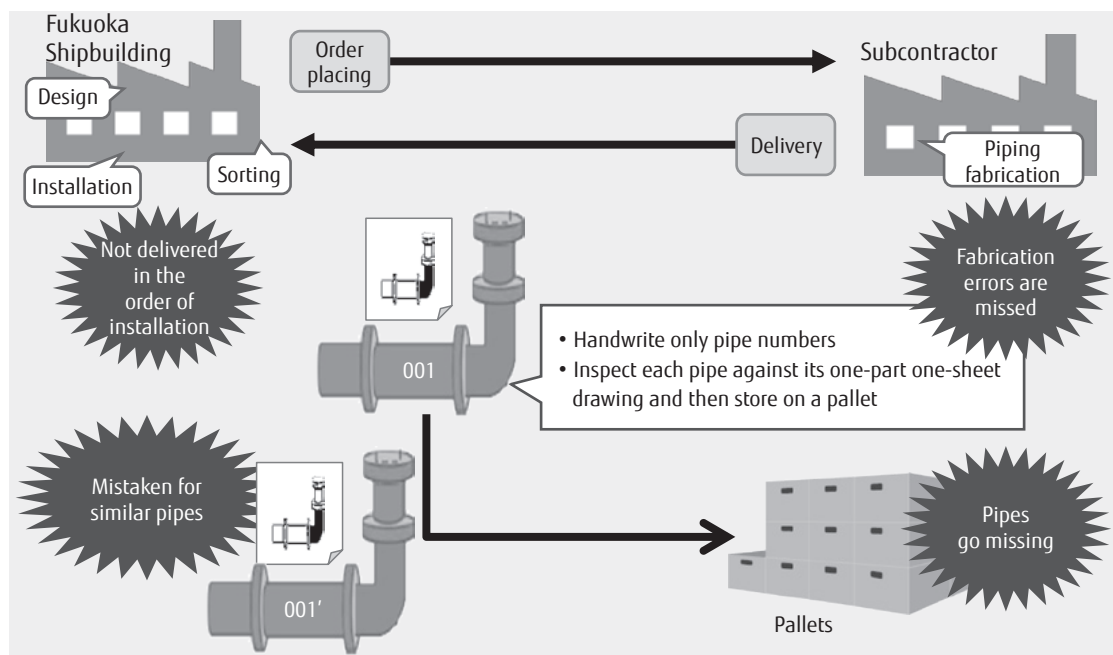 Fukuoka
Shipbuilding
Order
placing
Subcontractor
Design
Delivery
Piping
fabrication
Installation
Sorting
Not delivered
in the
order of
installation
Fabrication
errors are
missed
• Handwrite only pipe numbers
• Inspect each pipe against its one-part one-sheet
drawing and then store on a pallet
001
Mistaken for
similar pipes
Pipes
go missing
001’
Pallets